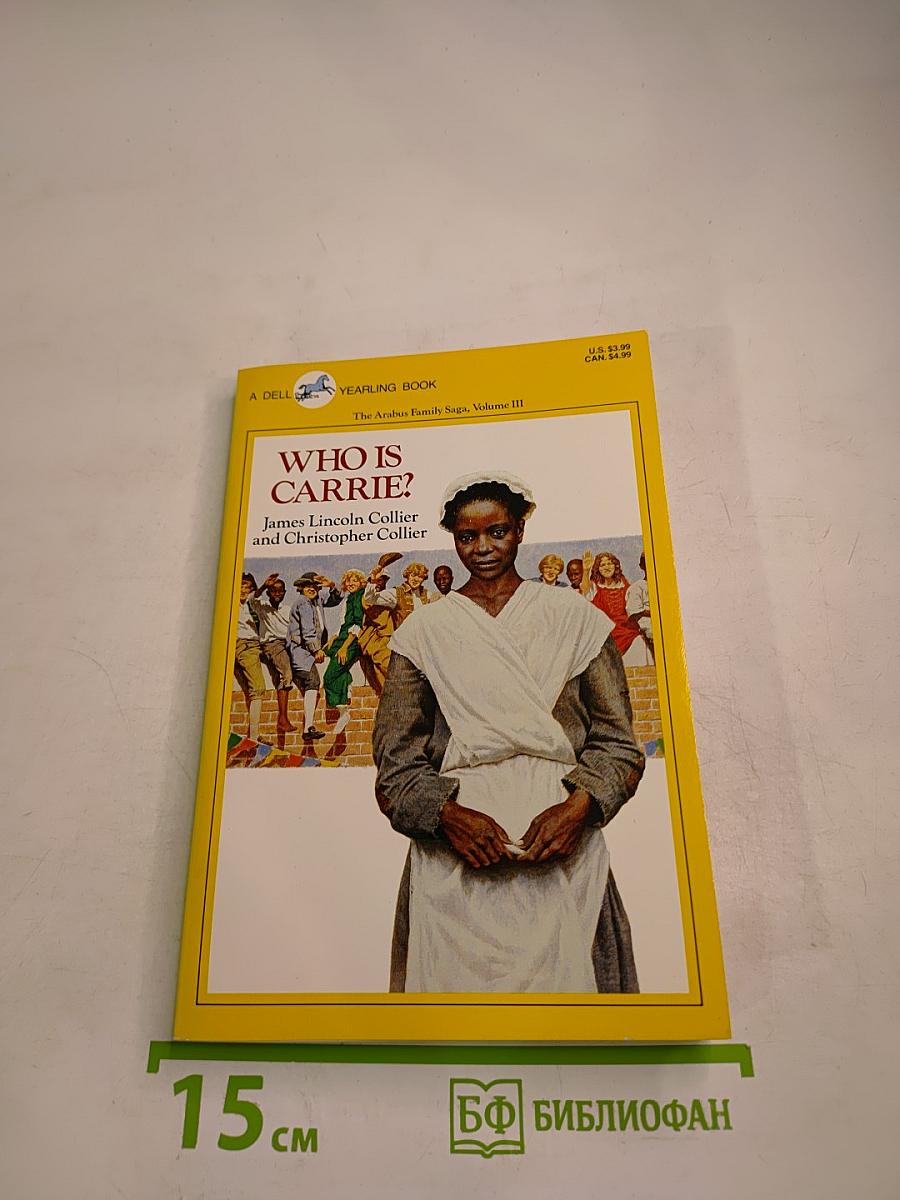 U.S. $3.99
CAN. $4.99
A DELL YEARLING BOOK
The Arabus Family Saga, Volume III
WHO IS
CARRIE?
James Lincoln Collier
and Christopher Collier
15 см
БФ БИБЛИОФАН